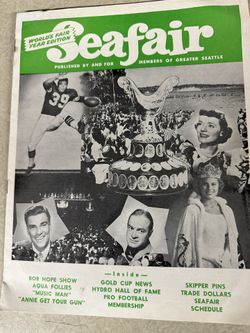 WORLD'S FAIR
YEAR EDITION
Seafair
PUBLISHED BY AND FOR MEMBERS OF GREATER SEATTLE
39
—Inside—
BOB HOPE SHOW
AQUA FOLLIES
"MUSIC MAN"
"ANNIE GET YOUR GUN"
GOLD CUP NEWS
HYDRO HALL OF FAME
PRO FOOTBALL
MEMBERSHIP
SKIPPER PINS
TRADE DOLLARS
SEAFAIR
SCHEDULE